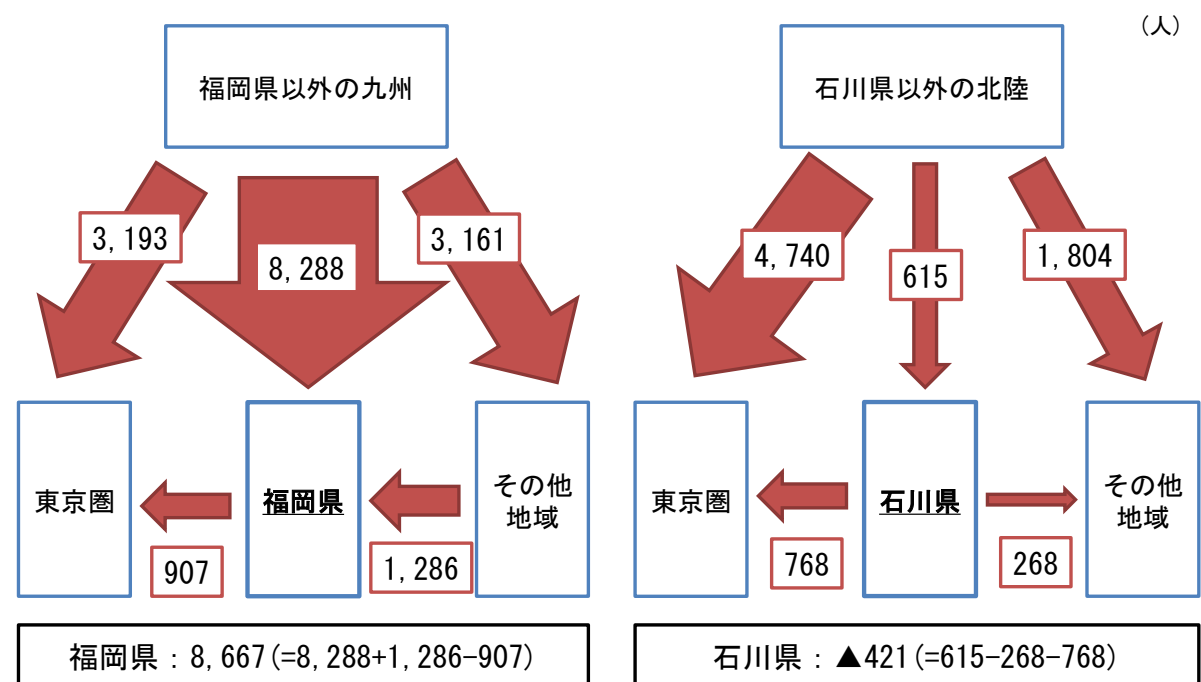 (人)
福岡県以外の九州
3,193
8,288
3,161
東京圏
福岡県
その他
地域
907
1,286
福岡県：8,667(=8,288+1,286-907)
石川県以外の北陸
4,740
615
1,804
東京圏
石川県
その他
地域
768
268
石川県：▲421(=615-268-768)